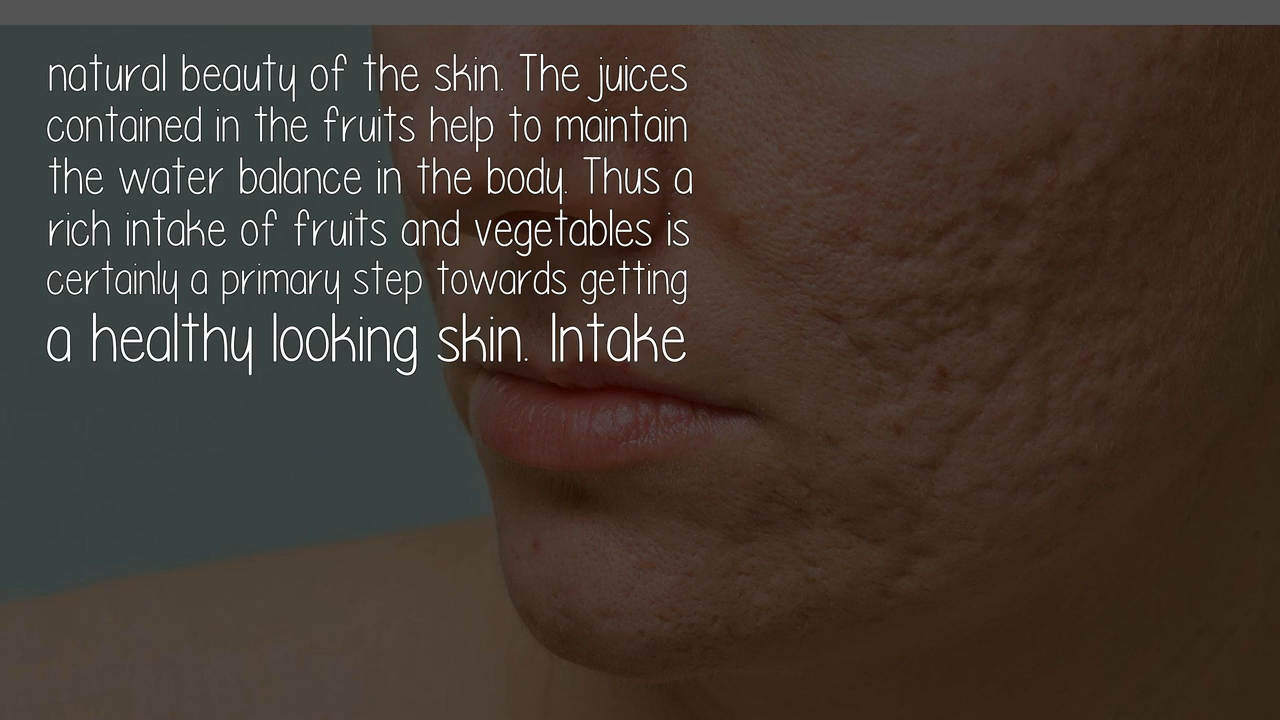 natural beauty of the skin. The juices
contained in the fruits help to maintain
the water balance in the body. Thus a
rich intake of fruits and vegetables is
certainly a primary step towards getting
a healthy looking skin. Intake